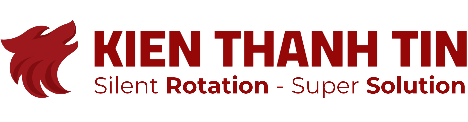 KIEN THANH TIN
Silent Rotation - Super Solution